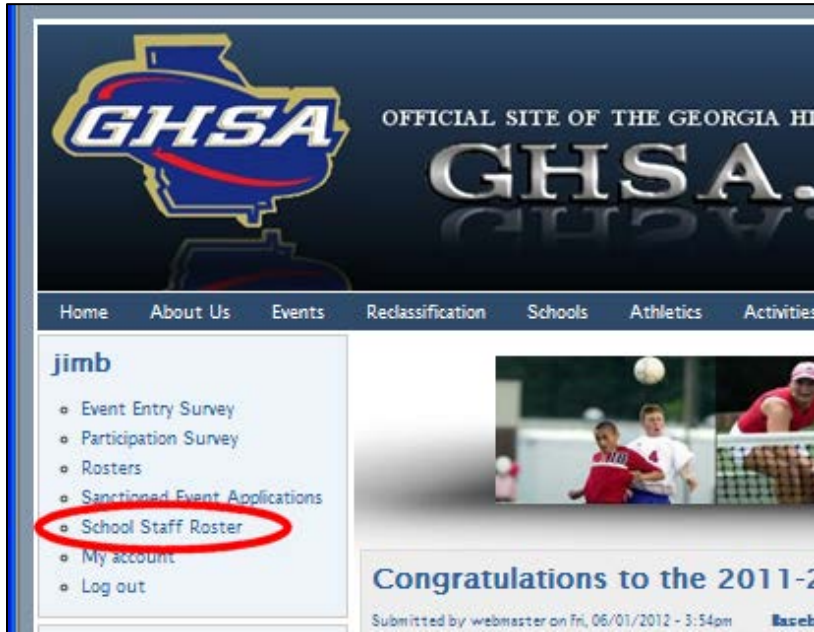 GHSA
OFFICIAL SITE OF THE GEORGIA HI
GHSA.
Home About Us Events Reclassification Schools Athletics Activities
jimb
Event Entry Survey
Participation Survey
Rosters
Sanctioned Event Applications
School Staff Roster
My account
Log out
Congratulations to the 2011-2
Submitted by webmaster on Fri, 06/01/2012 - 3:54pm Baseb